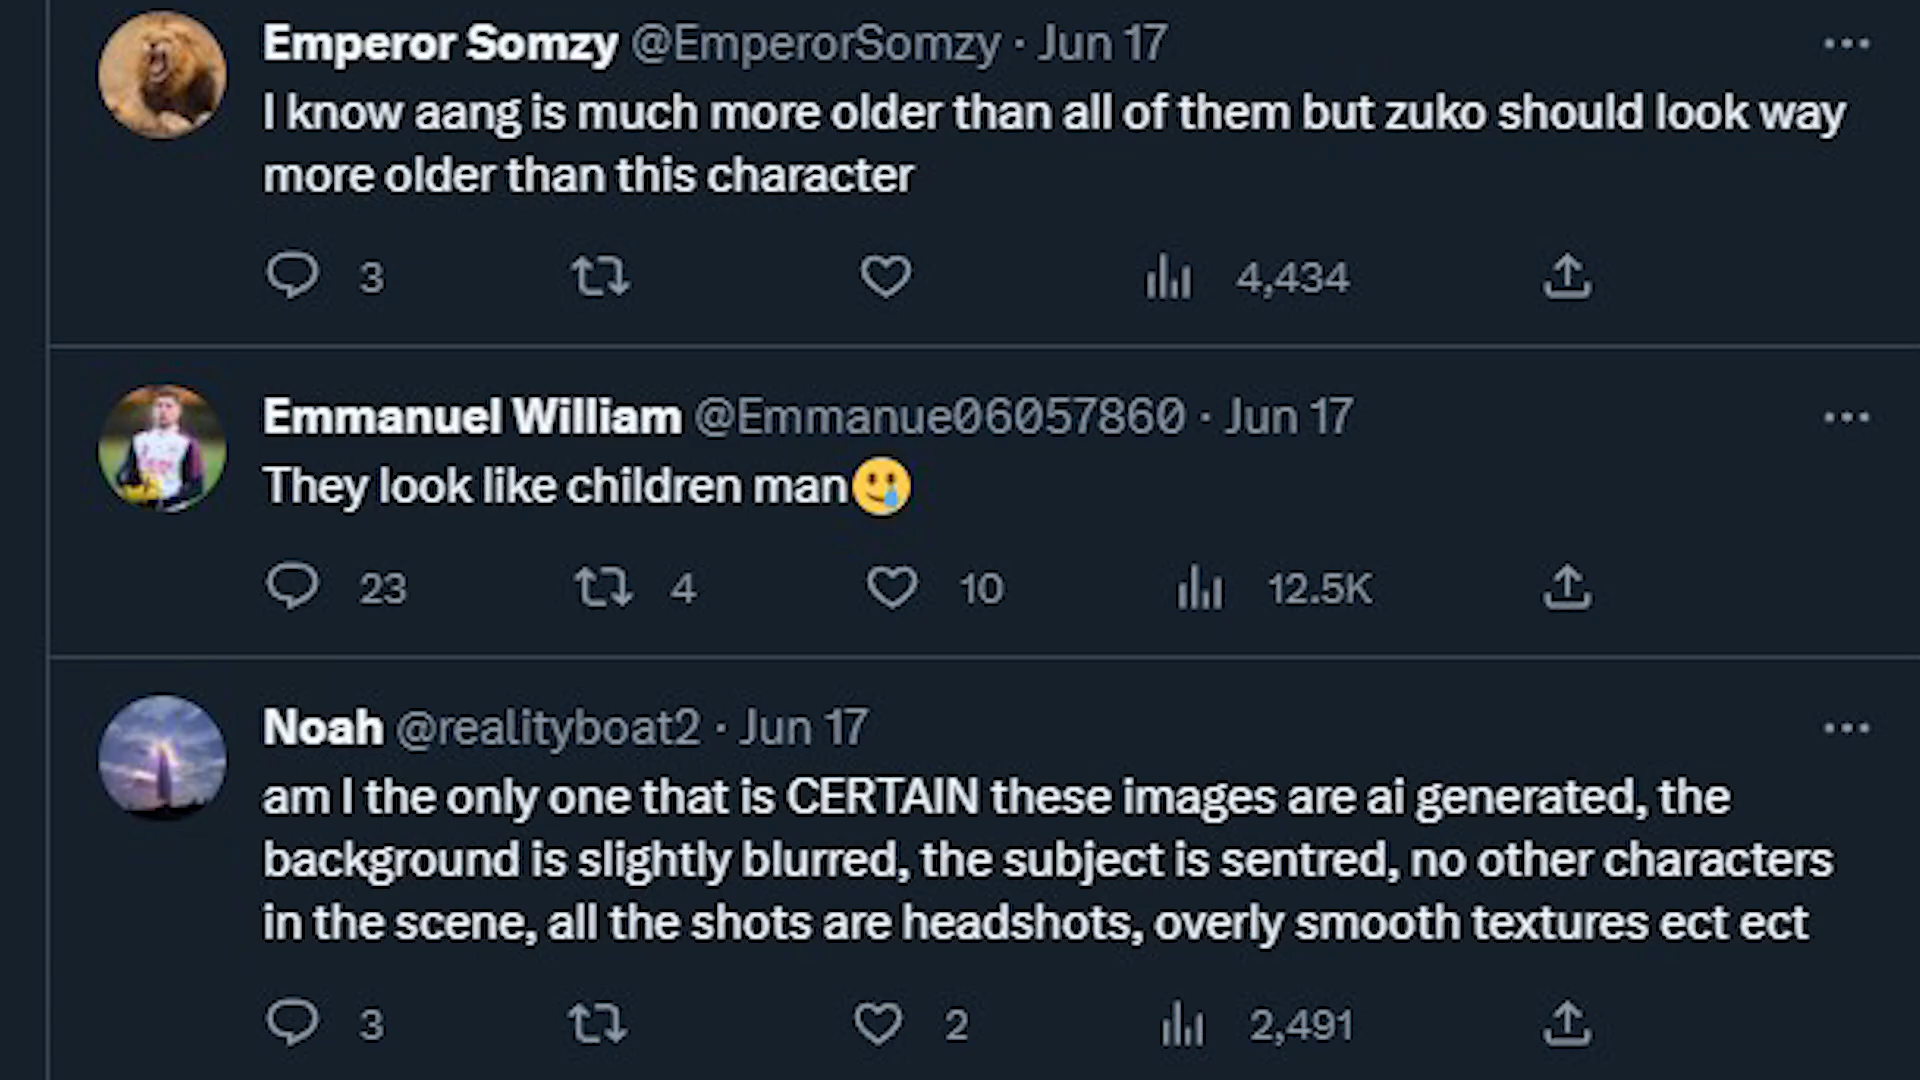 Emperor Somzy @EmperorSomzy · Jun 17
I know aang is much more older than all of them but zuko should look way
more older than this character
3 4,434
Emmanuel William @Emmanue06057860 · Jun 17
They look like children man🥲
23 4 10 12.5K
Noah @realityboat2 · Jun 17
am I the only one that is CERTAIN these images are ai generated, the
background is slightly blurred, the subject is sentred, no other characters
in the scene, all the shots are headshots, overly smooth textures ect ect
3 2 2,491